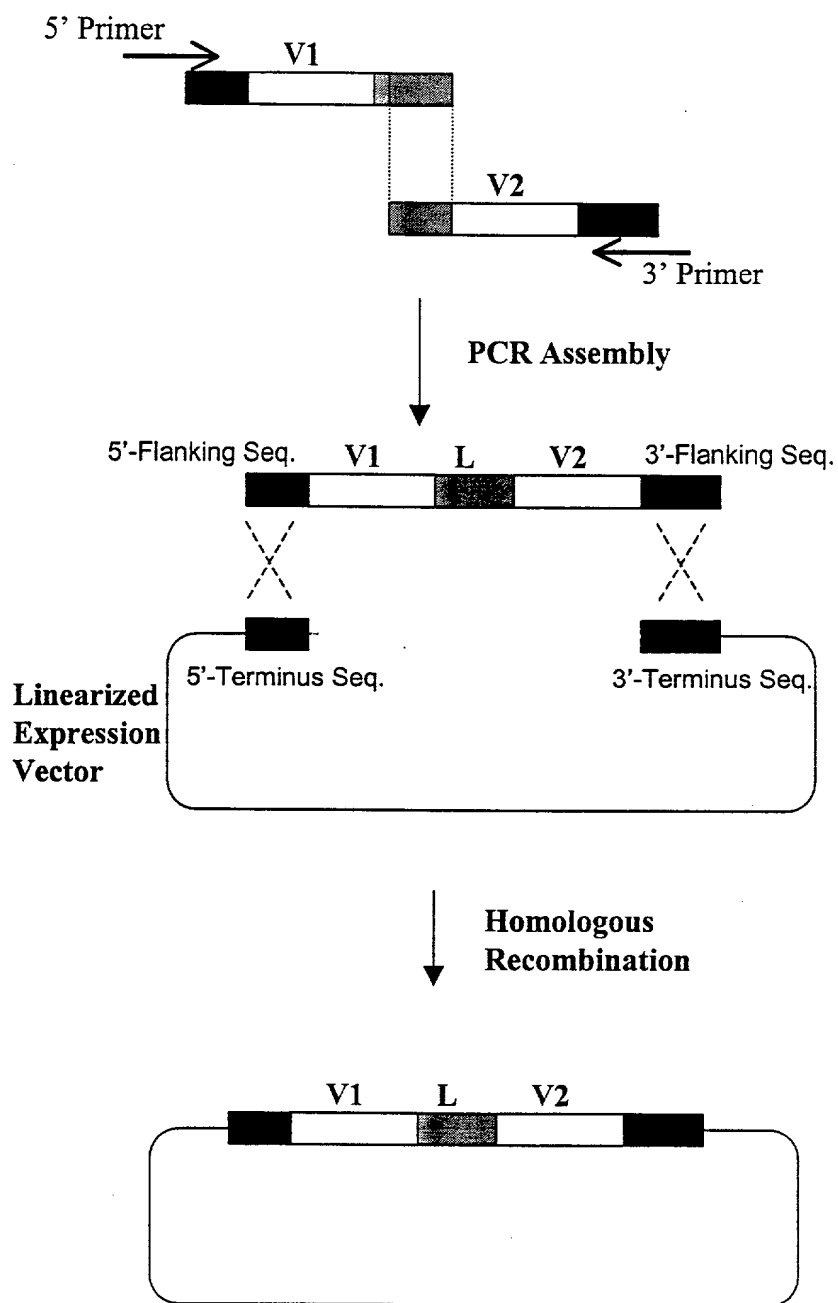 5' Primer
V1
V2
3' Primer
PCR Assembly
5'-Flanking Seq.
V1
L
V2
3'-Flanking Seq.
5'-Terminus Seq.
3'-Terminus Seq.
Linearized
Expression
Vector
Homologous
Recombination
V1
L
V2